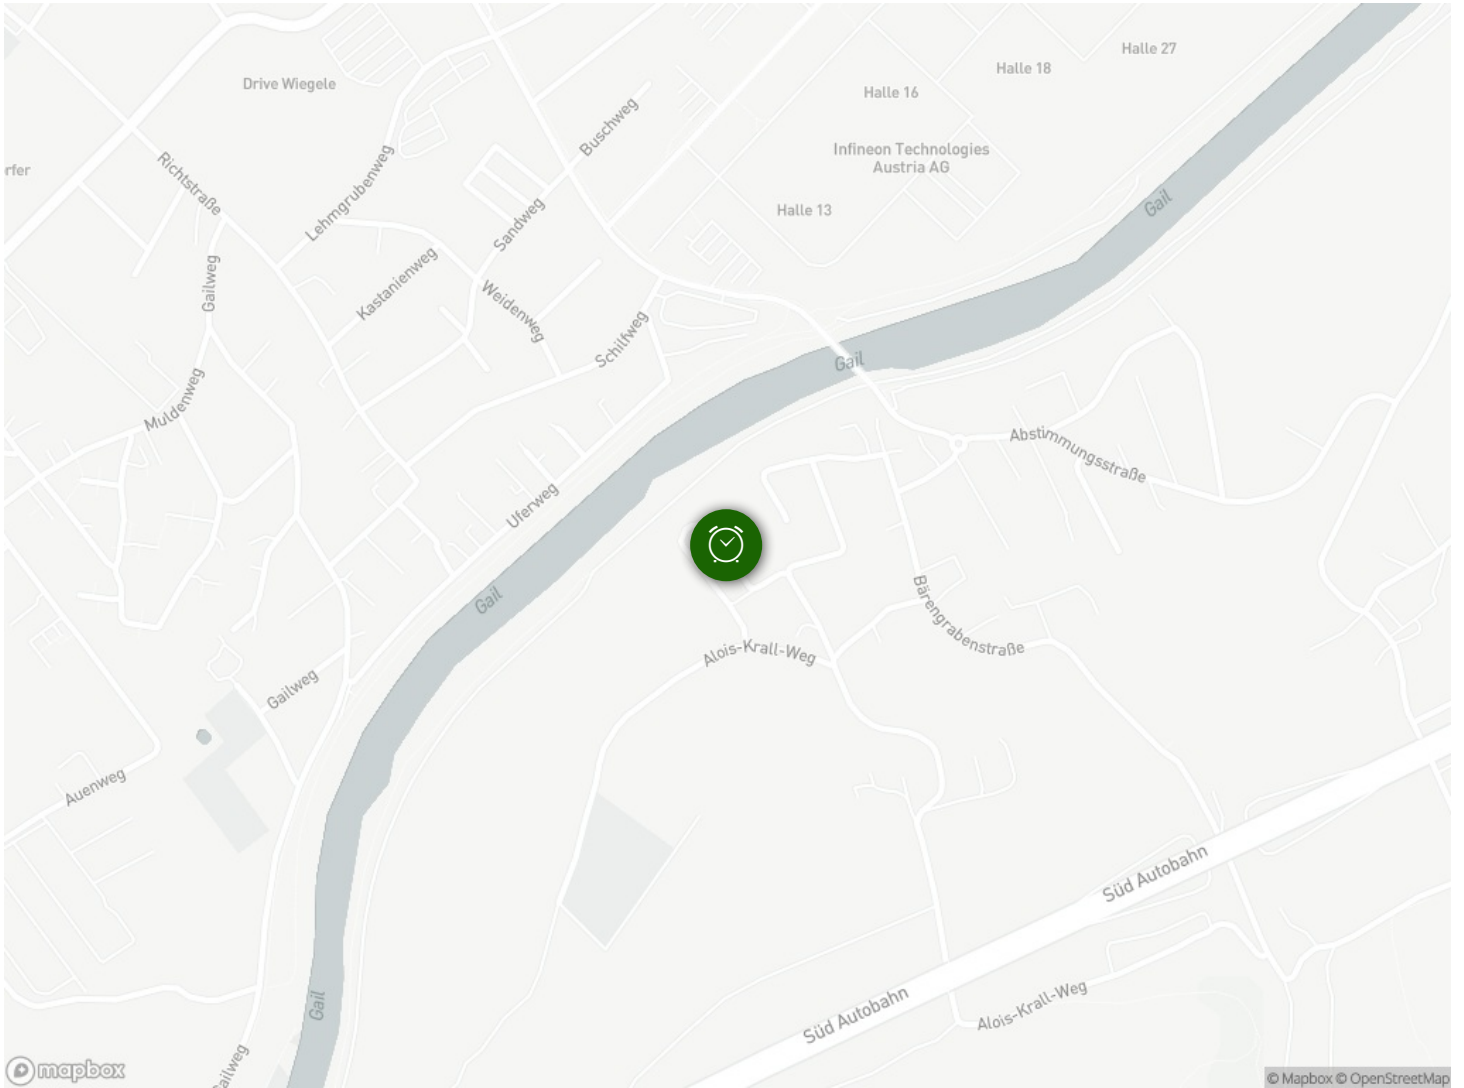 Halle 27
Halle 18
Drive Wiegele
Halle 16
Buschweg
Infineon Technologies
Austria AG
rfer
Richtstraße
Lehmgrubenweg
Gail
Halle 13
Sandweg
Gailweg
Kastanienweg
Weidenweg
Schilfweg
Gail
Muldenweg
Abstimmungsstraße
Uferweg
Gail
Bärengrabenstraße
Alois-Krall-Weg
Gailweg
Auenweg
Süd Autobahn
Gail
Süd Autobahn
Alois-Krall-Weg
ailweg
mapbox
© Mapbox © OpenStreetMap